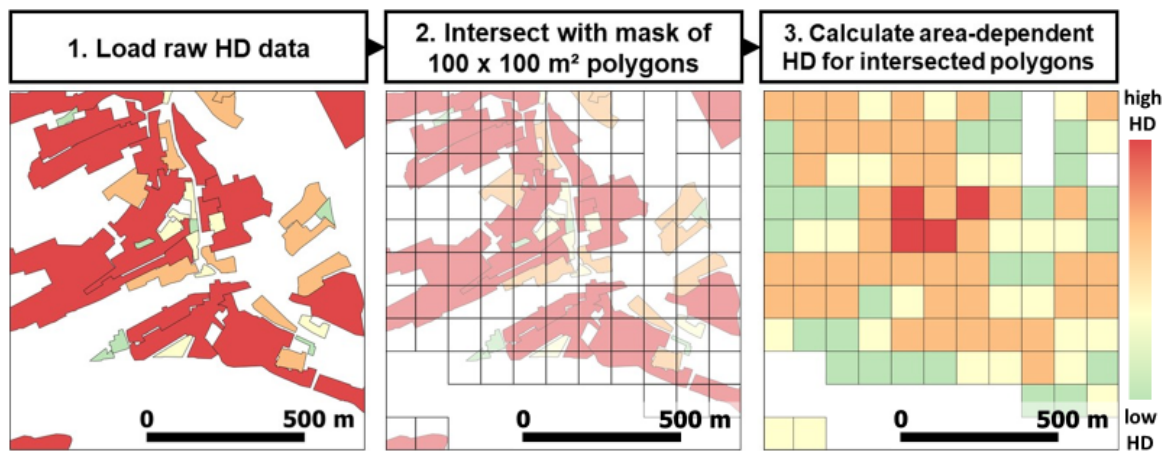 1. Load raw HD data
2. Intersect with mask of
100 x 100 m² polygons
3. Calculate area-dependent
HD for intersected polygons
high
HD
0 500 m
0 500 m
0 500 m
low
HD